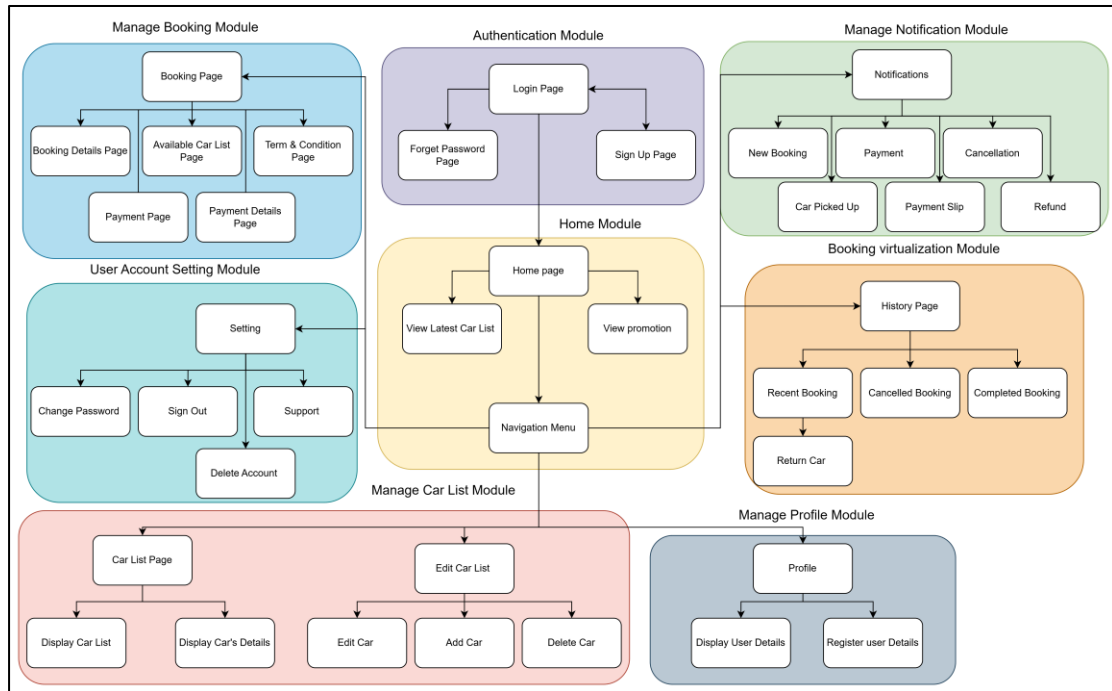 Manage Booking Module
Booking Page
Booking Details Page
Available Car List
Page
Term & Condition
Page
Payment Page
Payment Details
Page
Authentication Module
Login Page
Forget Password
Page
Sign Up Page
Manage Notification Module
Notifications
New Booking
Payment
Cancellation
Car Picked Up
Payment Slip
Refund
User Account Setting Module
Setting
Change Password
Sign Out
Support
Delete Account
Home Module
Home page
View Latest Car List
View promotion
Navigation Menu
Booking virtualization Module
History Page
Recent Booking
Cancelled Booking
Completed Booking
Return Car
Manage Car List Module
Car List Page
Edit Car List
Display Car List
Display Car's Details
Edit Car
Add Car
Delete Car
Manage Profile Module
Profile
Display User Details
Register user Details